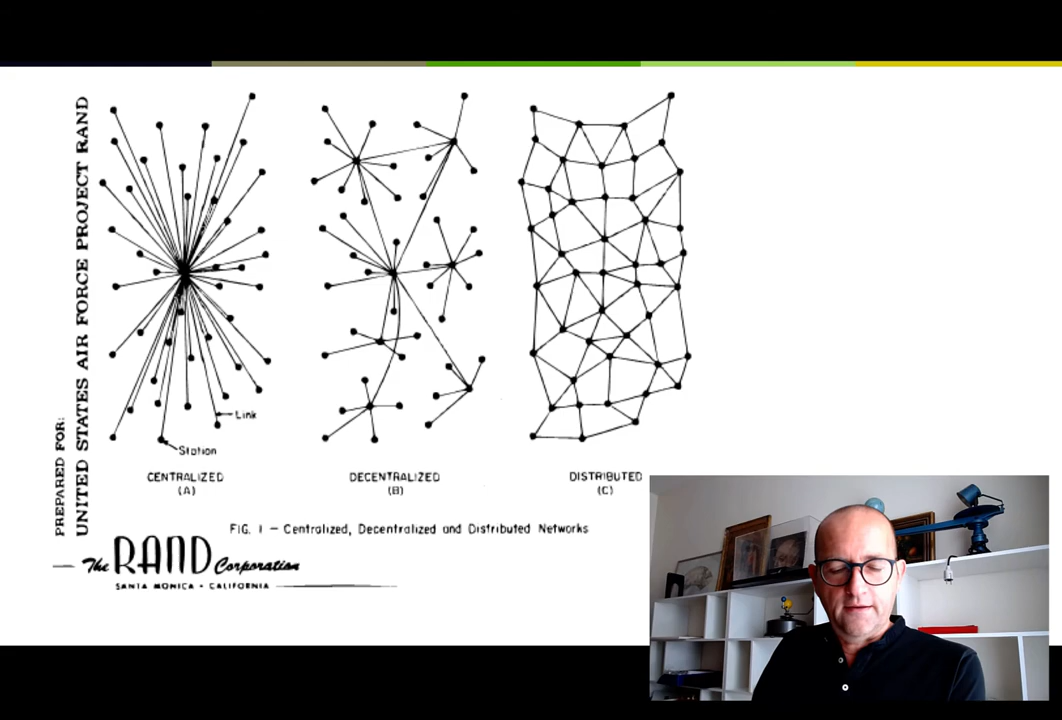 PREPARED FOR:
UNITED STATES AIR FORCE PROJECT RAND
Link
Station
CENTRALIZED
(A)
DECENTRALIZED
(B)
DISTRIBUTED
(C)
FIG. 1 – Centralized, Decentralized and Distributed Networks
The RAND Corporation
SANTA MONICA • CALIFORNIA